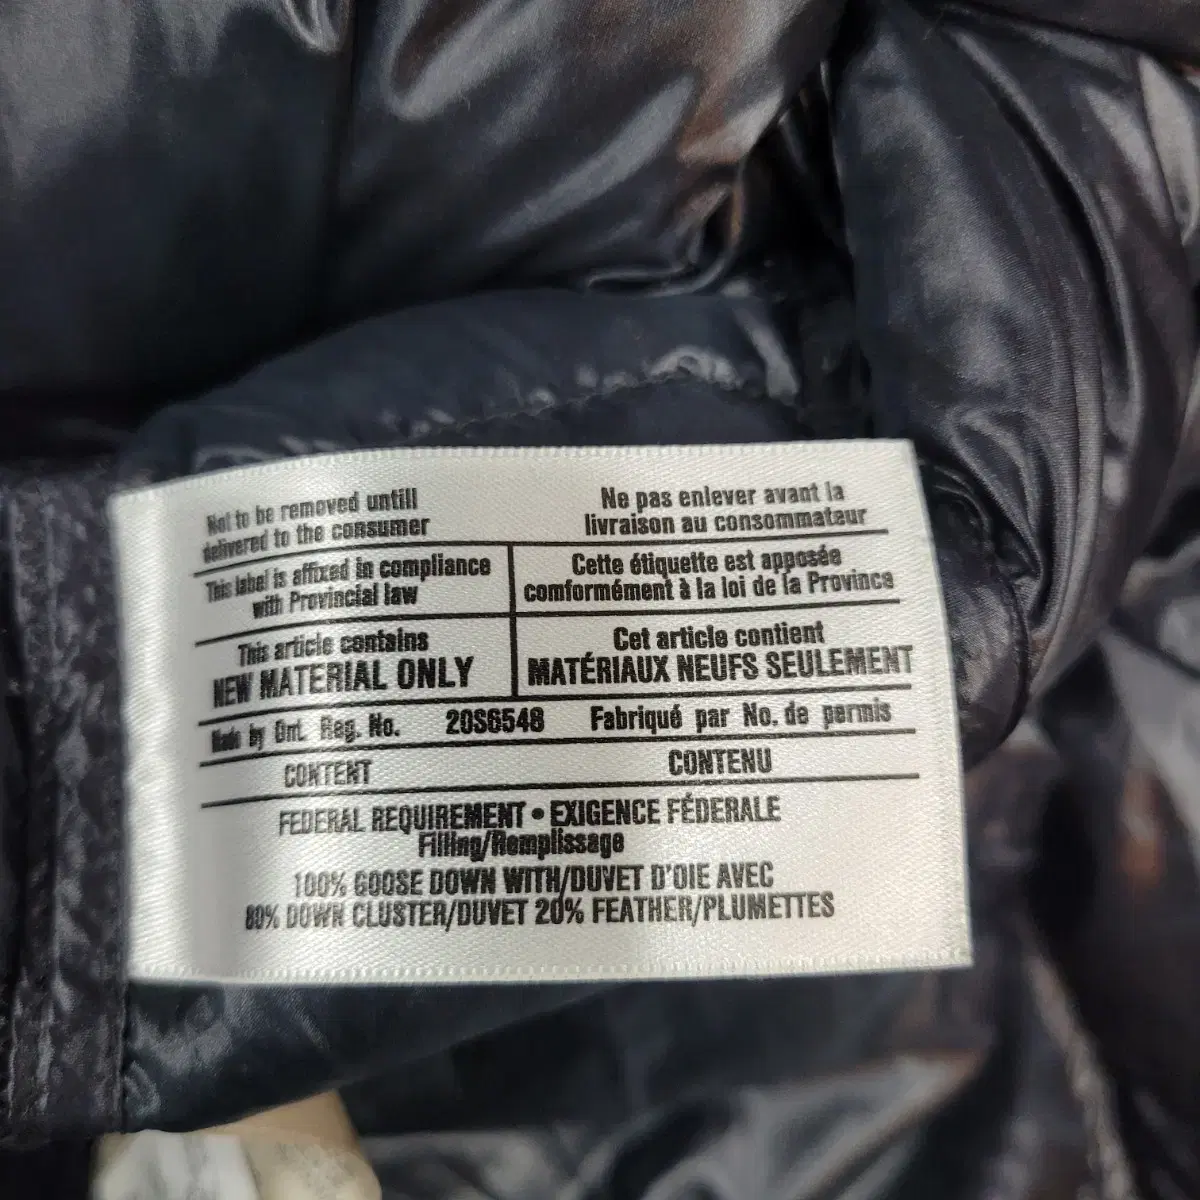 Not to be removed untill
delivered to the consumer
Ne pas enlever avant la
livraison au consommateur
This label is affixed in compliance
with Provincial law
Cette étiquette est apposée
comformément à la loi de la Province
This article contains
NEW MATERIAL ONLY
Cet article contient
MATÉRIAUX NEUFS SEULEMENT
Made by Ont. Reg. No. 20S6548 Fabriqué par No. de permis
CONTENT CONTENU
FEDERAL REQUIREMENT • EXIGENCE FÉDERALE
Filling/Remplissage
100% GOOSE DOWN WITH/DUVET D'OIE AVEC
80% DOWN CLUSTER/DUVET 20% FEATHER/PLUMETTES